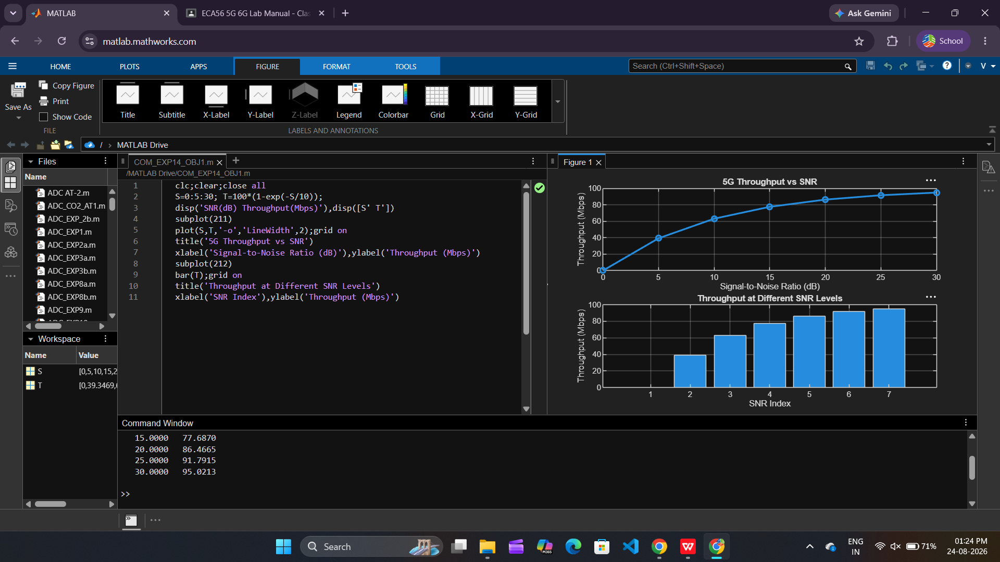 MATLAB
ECA56 5G 6G Lab Manual - Clas
Ask Gemini
matlab.mathworks.com
School
HOME
PLOTS
APPS
FIGURE
FORMAT
TOOLS
Search (Ctrl+Shift+Space)
V
Save As
Copy Figure
Print
Show Code
FILE
Title
Subtitle
X-Label
Y-Label
Z-Label
Legend
Colorbar
Grid
X-Grid
Y-Grid
LABELS AND ANNOTATIONS
/ › MATLAB Drive
Files
Name
ADC AT-2.m
ADC_CO2_AT1.m
ADC_EXP_2b.m
ADC_EXP1.m
ADC_EXP2a.m
ADC_EXP3a.m
ADC_EXP3b.m
ADC_EXP8a.m
ADC_EXP8b.m
ADC_EXP9.m
Workspace
Name Value
S [0,5,10,15,2
T [0,39.3469,6
COM_EXP14_OBJ1.m
/MATLAB Drive/COM_EXP14_OBJ1.m
1 clc;clear;close all
2 S=0:5:30; T=100*(1-exp(-S/10));
3 disp('SNR(dB) Throughput(Mbps)'),disp([S' T'])
4 subplot(211)
5 plot(S,T,'-o','LineWidth',2);grid on
6 title('5G Throughput vs SNR')
7 xlabel('Signal-to-Noise Ratio (dB)'),ylabel('Throughput (Mbps)')
8 subplot(212)
9 bar(T);grid on
10 title('Throughput at Different SNR Levels')
11 xlabel('SNR Index'),ylabel('Throughput (Mbps)')
Figure 1
5G Throughput vs SNR
Throughput (Mbps)
100
80
60
40
20
0
0 5 10 15 20 25 30
Signal-to-Noise Ratio (dB)
Throughput at Different SNR Levels
Throughput (Mbps)
100
80
60
40
20
0
1 2 3 4 5 6 7
SNR Index
Command Window
15.0000 77.6870
20.0000 86.4665
25.0000 91.7915
30.0000 95.0213
>>
Search
M365
ENG
IN
71%
01:24 PM
24-08-2026